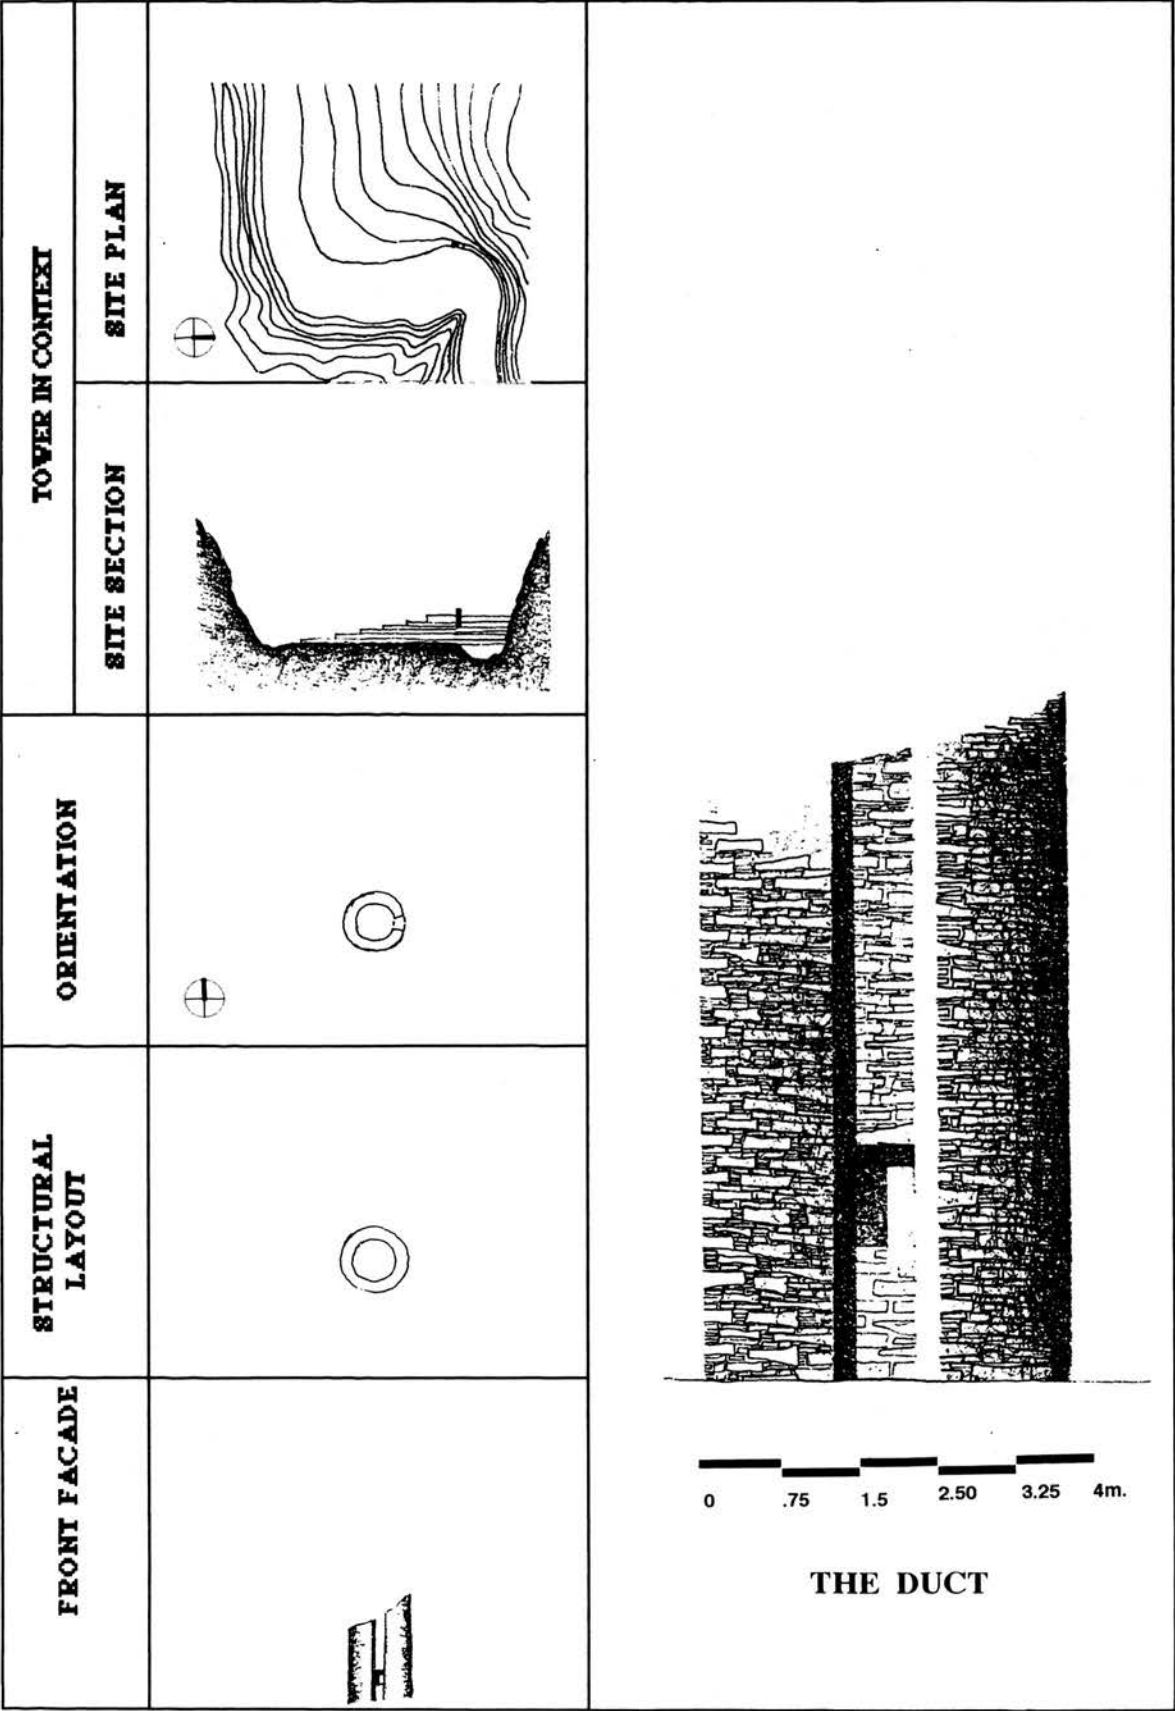 TOWER IN CONTEXT
SITE PLAN
SITE SECTION
ORIENTATION
STRUCTURAL
LAYOUT
FRONT FACADE
0 .75 1.5 2.50 3.25 4m.
THE DUCT